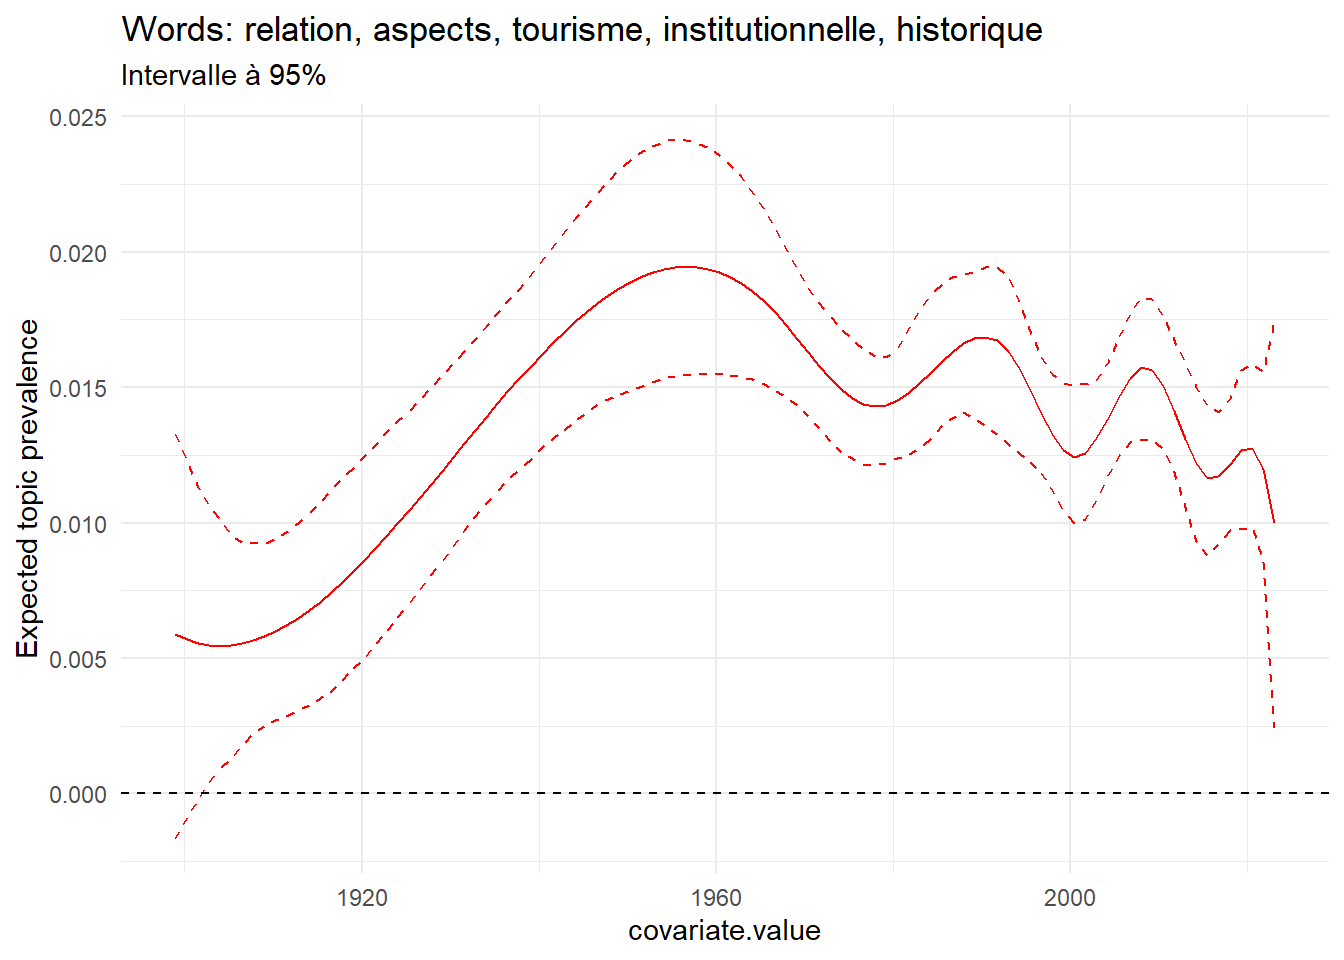 Words: relation, aspects, tourisme, institutionnelle, historique
Intervalle à 95%
Expected topic prevalence
0.025
0.020
0.015
0.010
0.005
0.000
1920
1960
2000
covariate.value